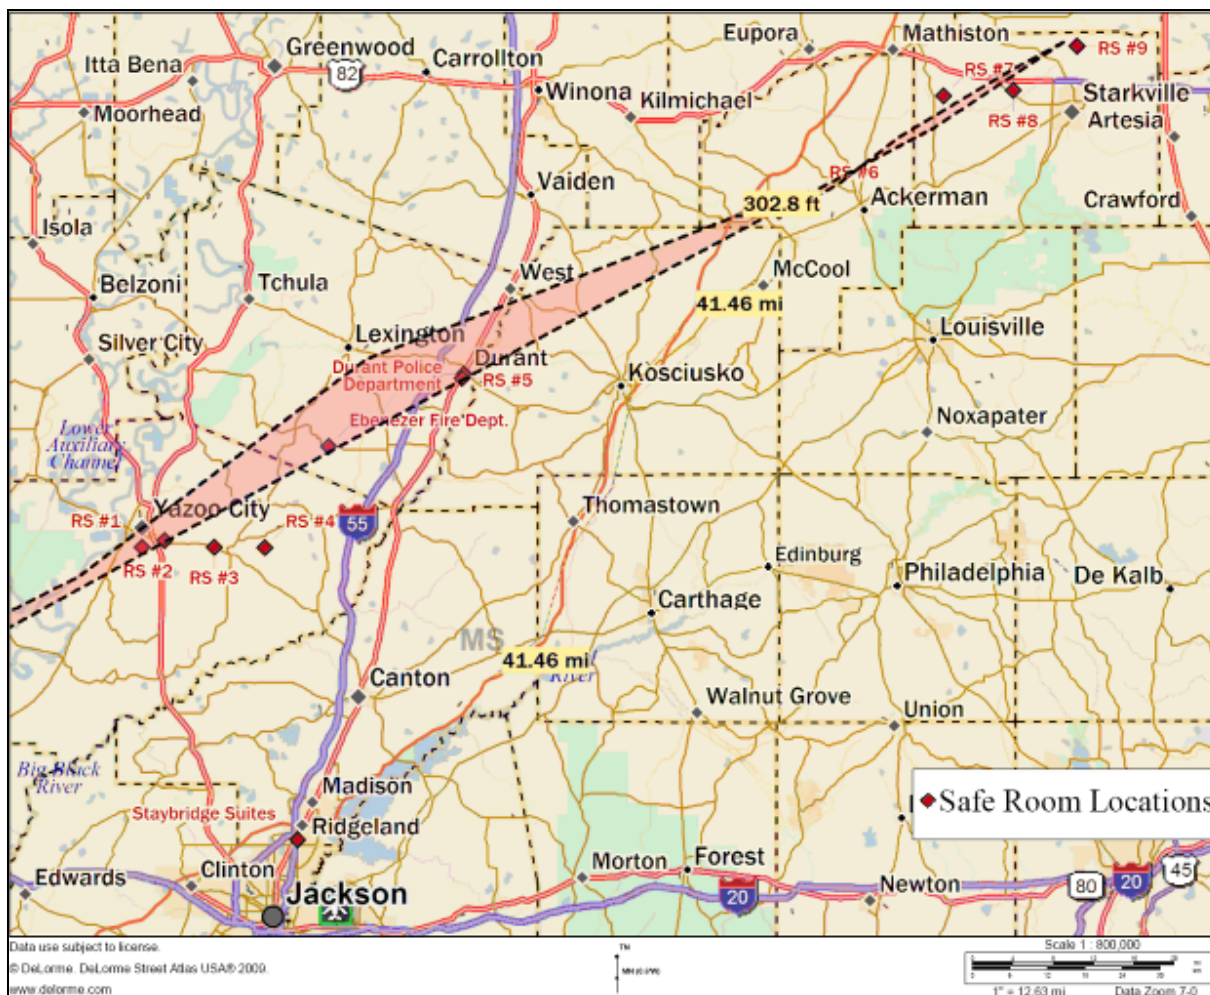 Greenwood
Itta Bena
82
Carrollton
Eupora
Mathiston
RS #9
RS #7
Moorhead
Winona
Kilmichael
Starkville
RS #8
Artesia
Vaiden
RS #6
302.8 ft
Ackerman
Crawford
Isola
Belzoni
Tchula
West
McCool
41.46 mi
Silver City
Lexington
Louisville
Durant Police
Department
Durant
RS #5
Kosciusko
Ebenezer Fire Dept.
Noxapater
Lower
Auxiliary
Channel
Yazoo City
RS #1
RS #4
55
Thomastown
RS #2
RS #3
Edinburg
Philadelphia
De Kalb
Carthage
MS
41.46 mi
River
Canton
Walnut Grove
Union
Big Black
River
Madison
Staybridge Suites
Ridgeland
Safe Room Locations
Clinton
Edwards
Jackson
Morton
Forest
20
Newton
80
20
45
Data use subject to license.
© DeLorme. DeLorme Street Atlas USA® 2009.
www.delorme.com
TM
Scale 1 : 800,000
1" = 12.63 mi
Data Zoom 7-0